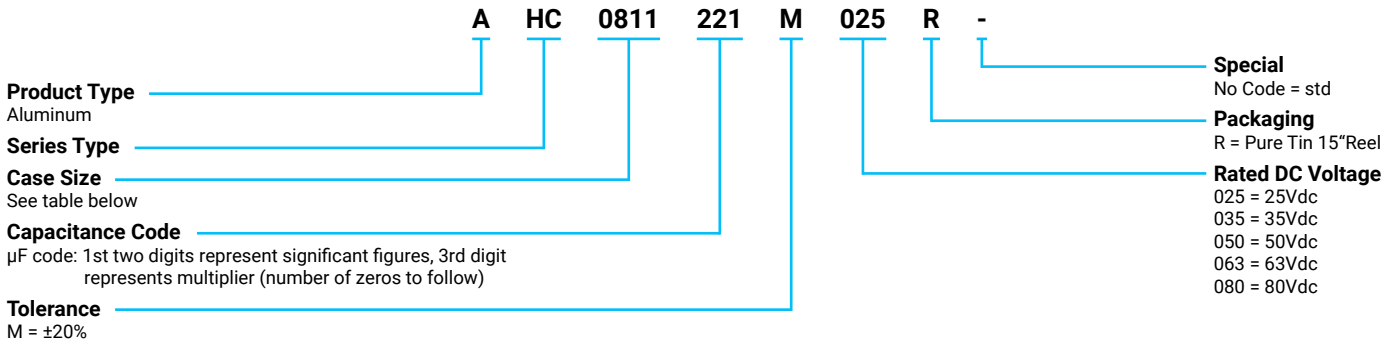 A HC 0811 221 M 025 R -
Product Type
Aluminum
Series Type
Case Size
See table below
Capacitance Code
µF code: 1st two digits represent significant figures, 3rd digit
represents multiplier (number of zeros to follow)
Tolerance
M = ±20%
Special
No Code = std
Packaging
R = Pure Tin 15“Reel
Rated DC Voltage
025 = 25Vdc
035 = 35Vdc
050 = 50Vdc
063 = 63Vdc
080 = 80Vdc